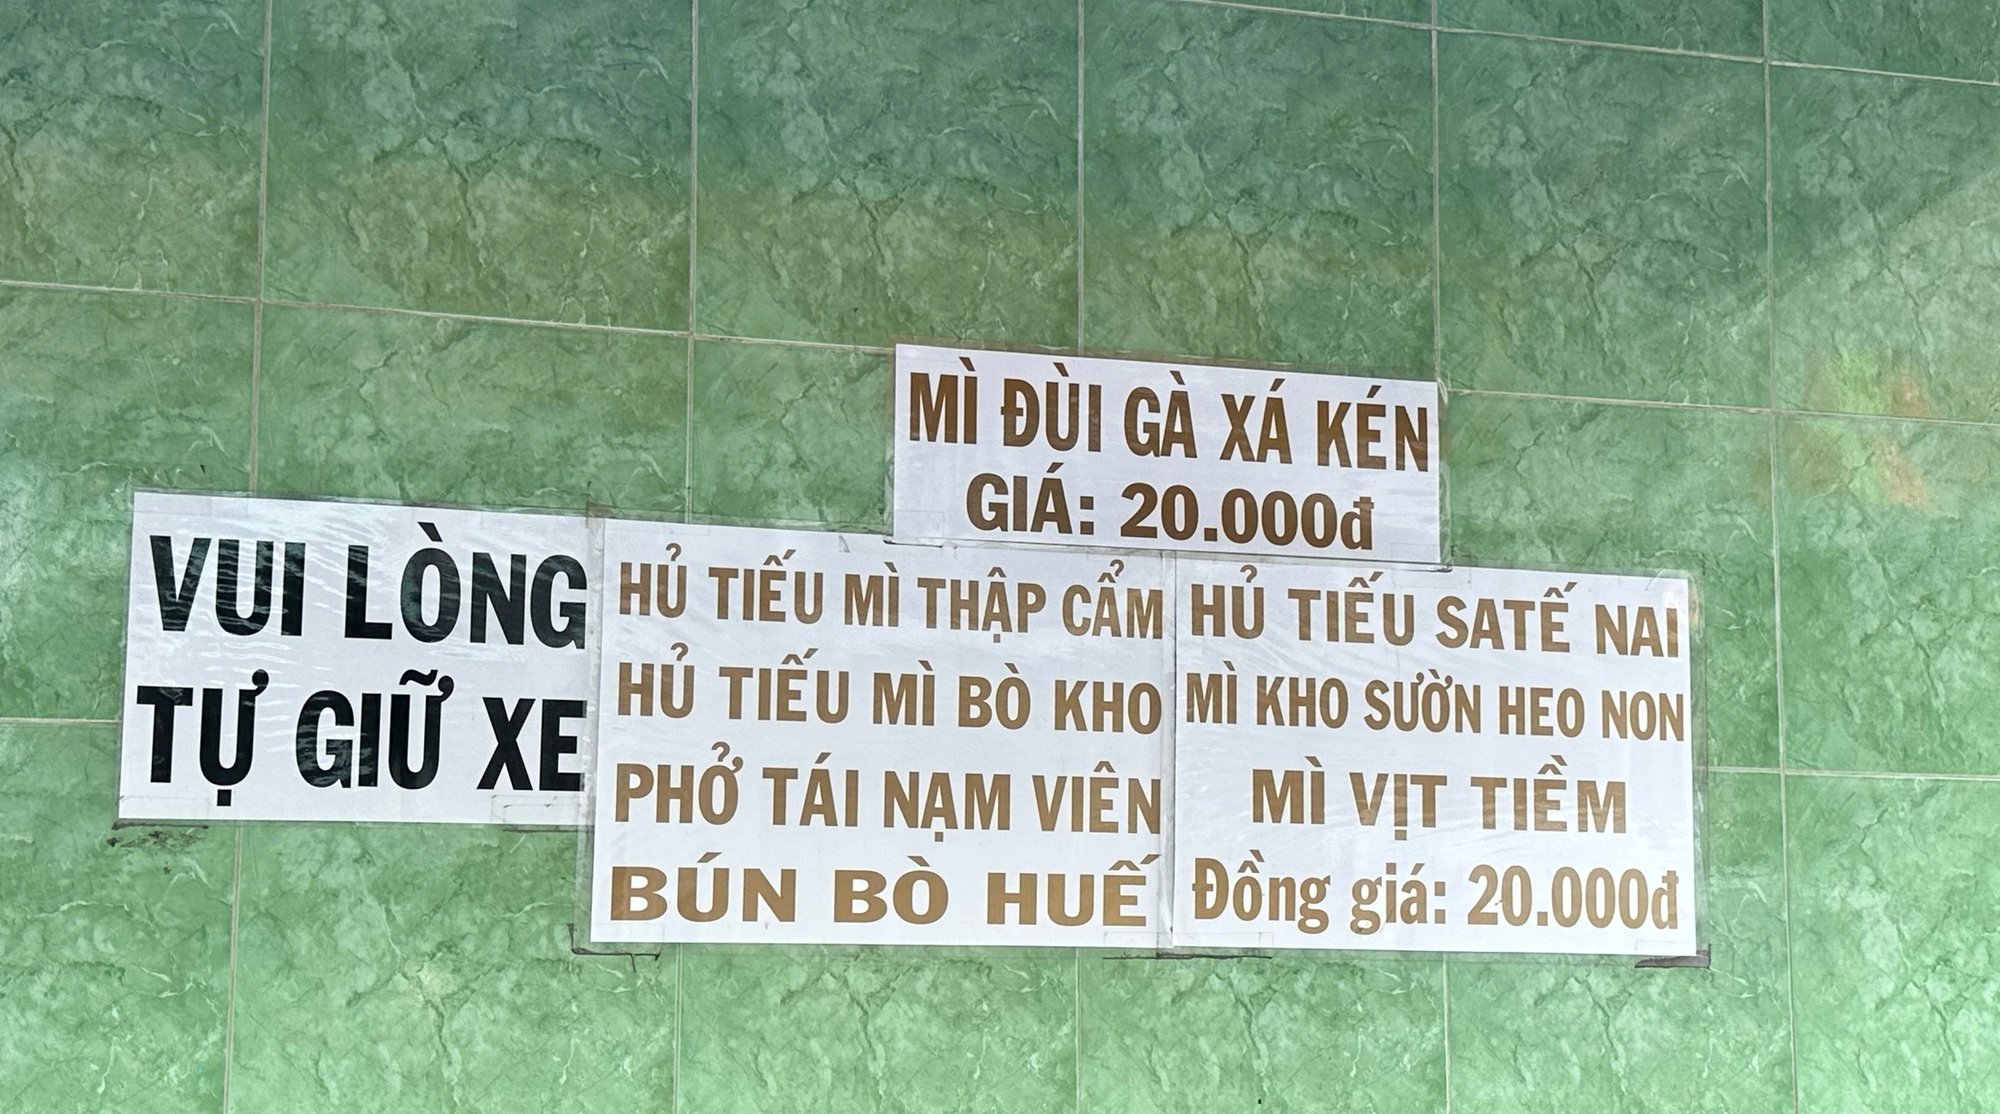 MÌ ĐÙI GÀ XÁ KÉN
GIÁ: 20.000đ
VUI LÒNG
TỰ GIỮ XE
HỦ TIẾU MÌ THẬP CẨM
HỦ TIẾU MÌ BÒ KHO
PHỞ TÁI NẠM VIÊN
BÚN BÒ HUẾ
HỦ TIẾU SATẾ NAI
MÌ KHO SƯỜN HEO NON
MÌ VỊT TIỀM
Đồng giá: 20.000đ